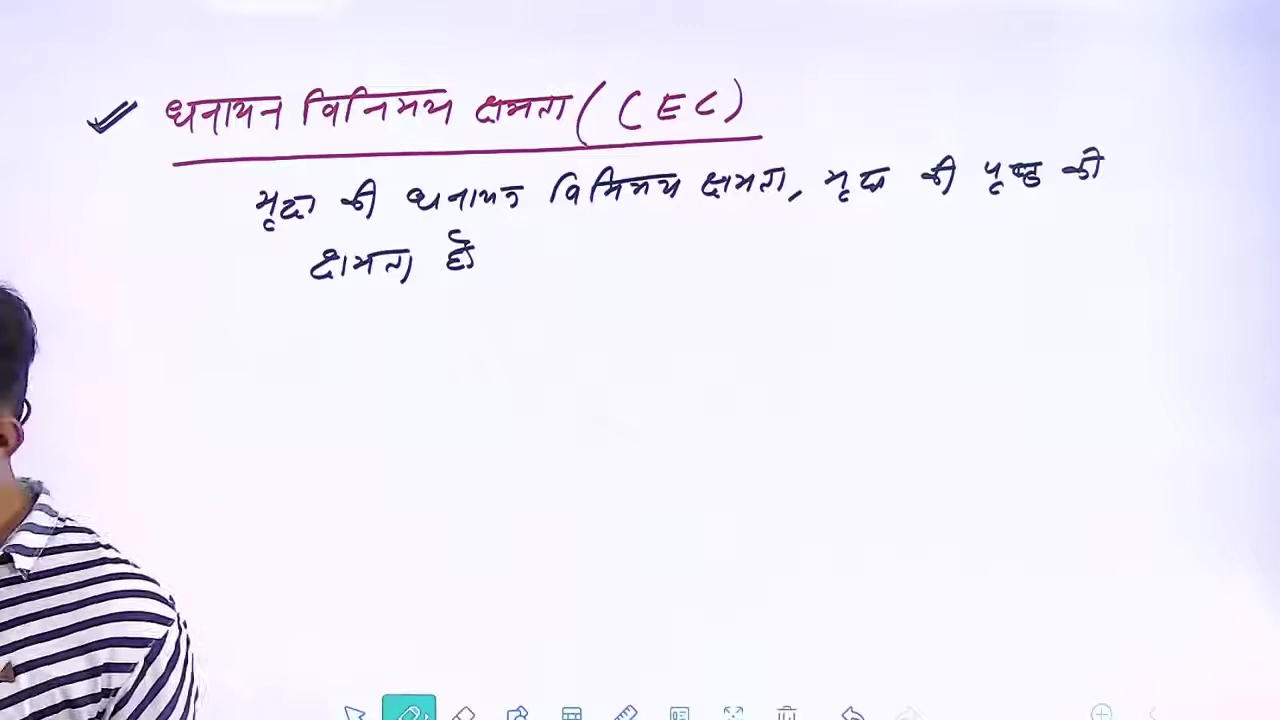 धनायन विनिमय क्षमता (CEC)
मृदा की धनायन विनिमय क्षमता, मृदा की पृष्ठ की
क्षमता है